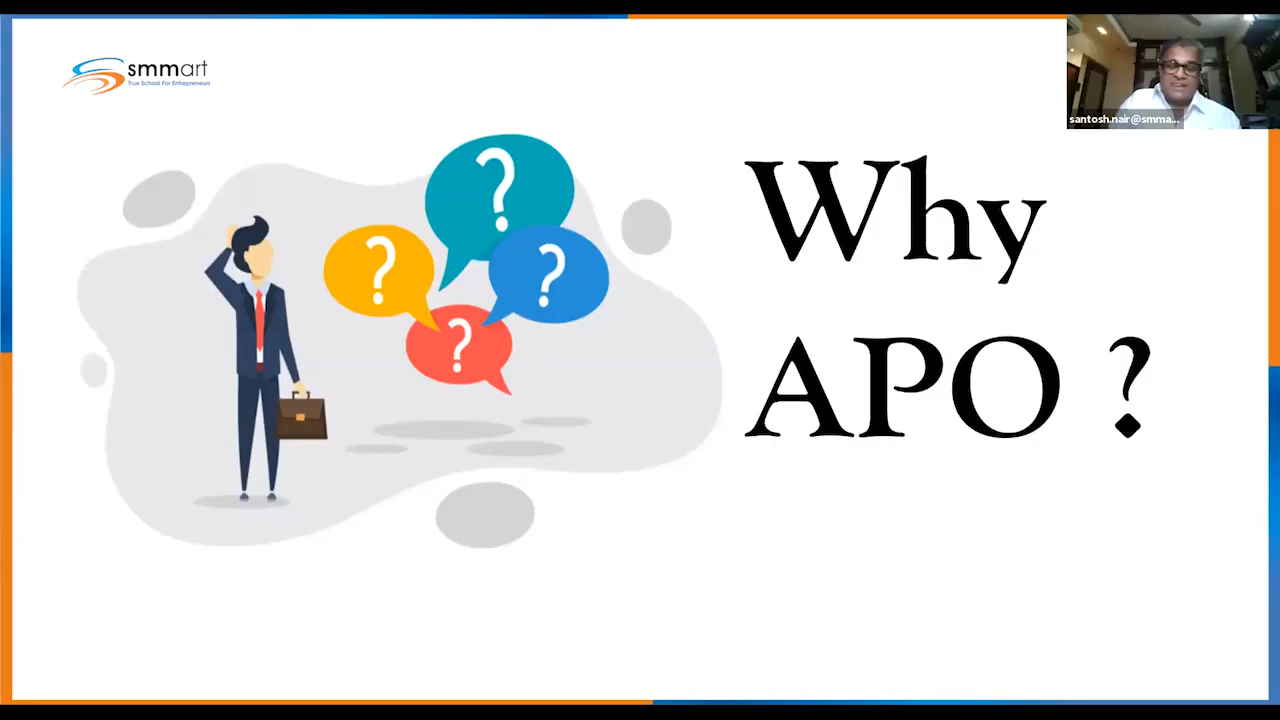 smmart
True School For Entrepreneurs
santosh.nair@smma...
? ? ? ?
Why
APO ?